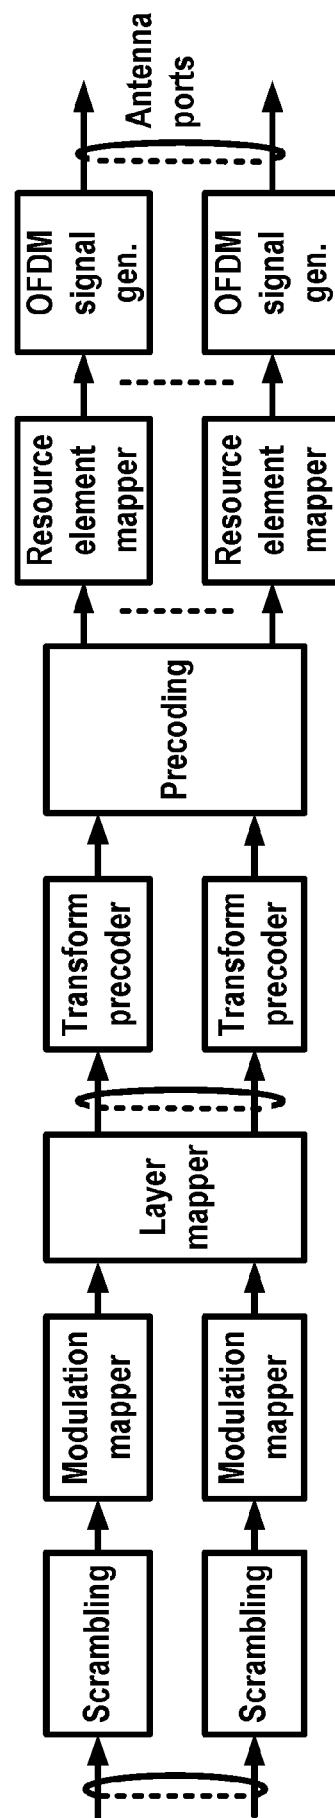 Scrambling
Scrambling
Modulation
mapper
Modulation
mapper
Layer
mapper
Transform
precoder
Transform
precoder
Precoding
Resource
element
mapper
Resource
element
mapper
OFDM
signal
gen.
OFDM
signal
gen.
Antenna
ports